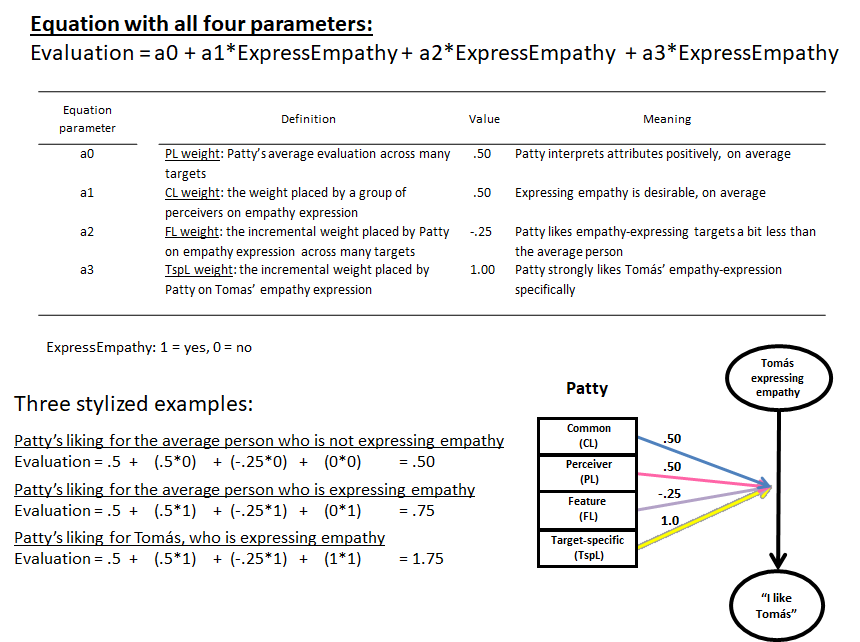 Equation with all four parameters:
Evaluation = a0 + a1*ExpressEmpathy + a2*ExpressEmpathy + a3*ExpressEmpathy
Equation parameter Definition Value Meaning
a0 PL weight: Patty's average evaluation across many targets .50 Patty interprets attributes positively, on average
a1 CL weight: the weight placed by a group of perceivers on empathy expression .50 Expressing empathy is desirable, on average
a2 FL weight: the incremental weight placed by Patty on empathy expression across many targets -.25 Patty likes empathy-expressing targets a bit less than the average person
a3 TspL weight: the incremental weight placed by Patty on Tomas' empathy expression 1.00 Patty strongly likes Tomás' empathy-expression specifically
ExpressEmpathy: 1 = yes, 0 = no
Three stylized examples:
Patty's liking for the average person who is not expressing empathy
Evaluation = .5 + (.5*0) + (-.25*0) + (0*0) = .50
Patty's liking for the average person who is expressing empathy
Evaluation = .5 + (.5*1) + (-.25*1) + (0*1) = .75
Patty's liking for Tomás, who is expressing empathy
Evaluation = .5 + (.5*1) + (-.25*1) + (1*1) = 1.75
Patty
Common
(CL)
Perceiver
(PL)
Feature
(FL)
Target-specific
(TspL)
.50
.50
-.25
1.0
Tomás
expressing
empathy
"I like
Tomás"